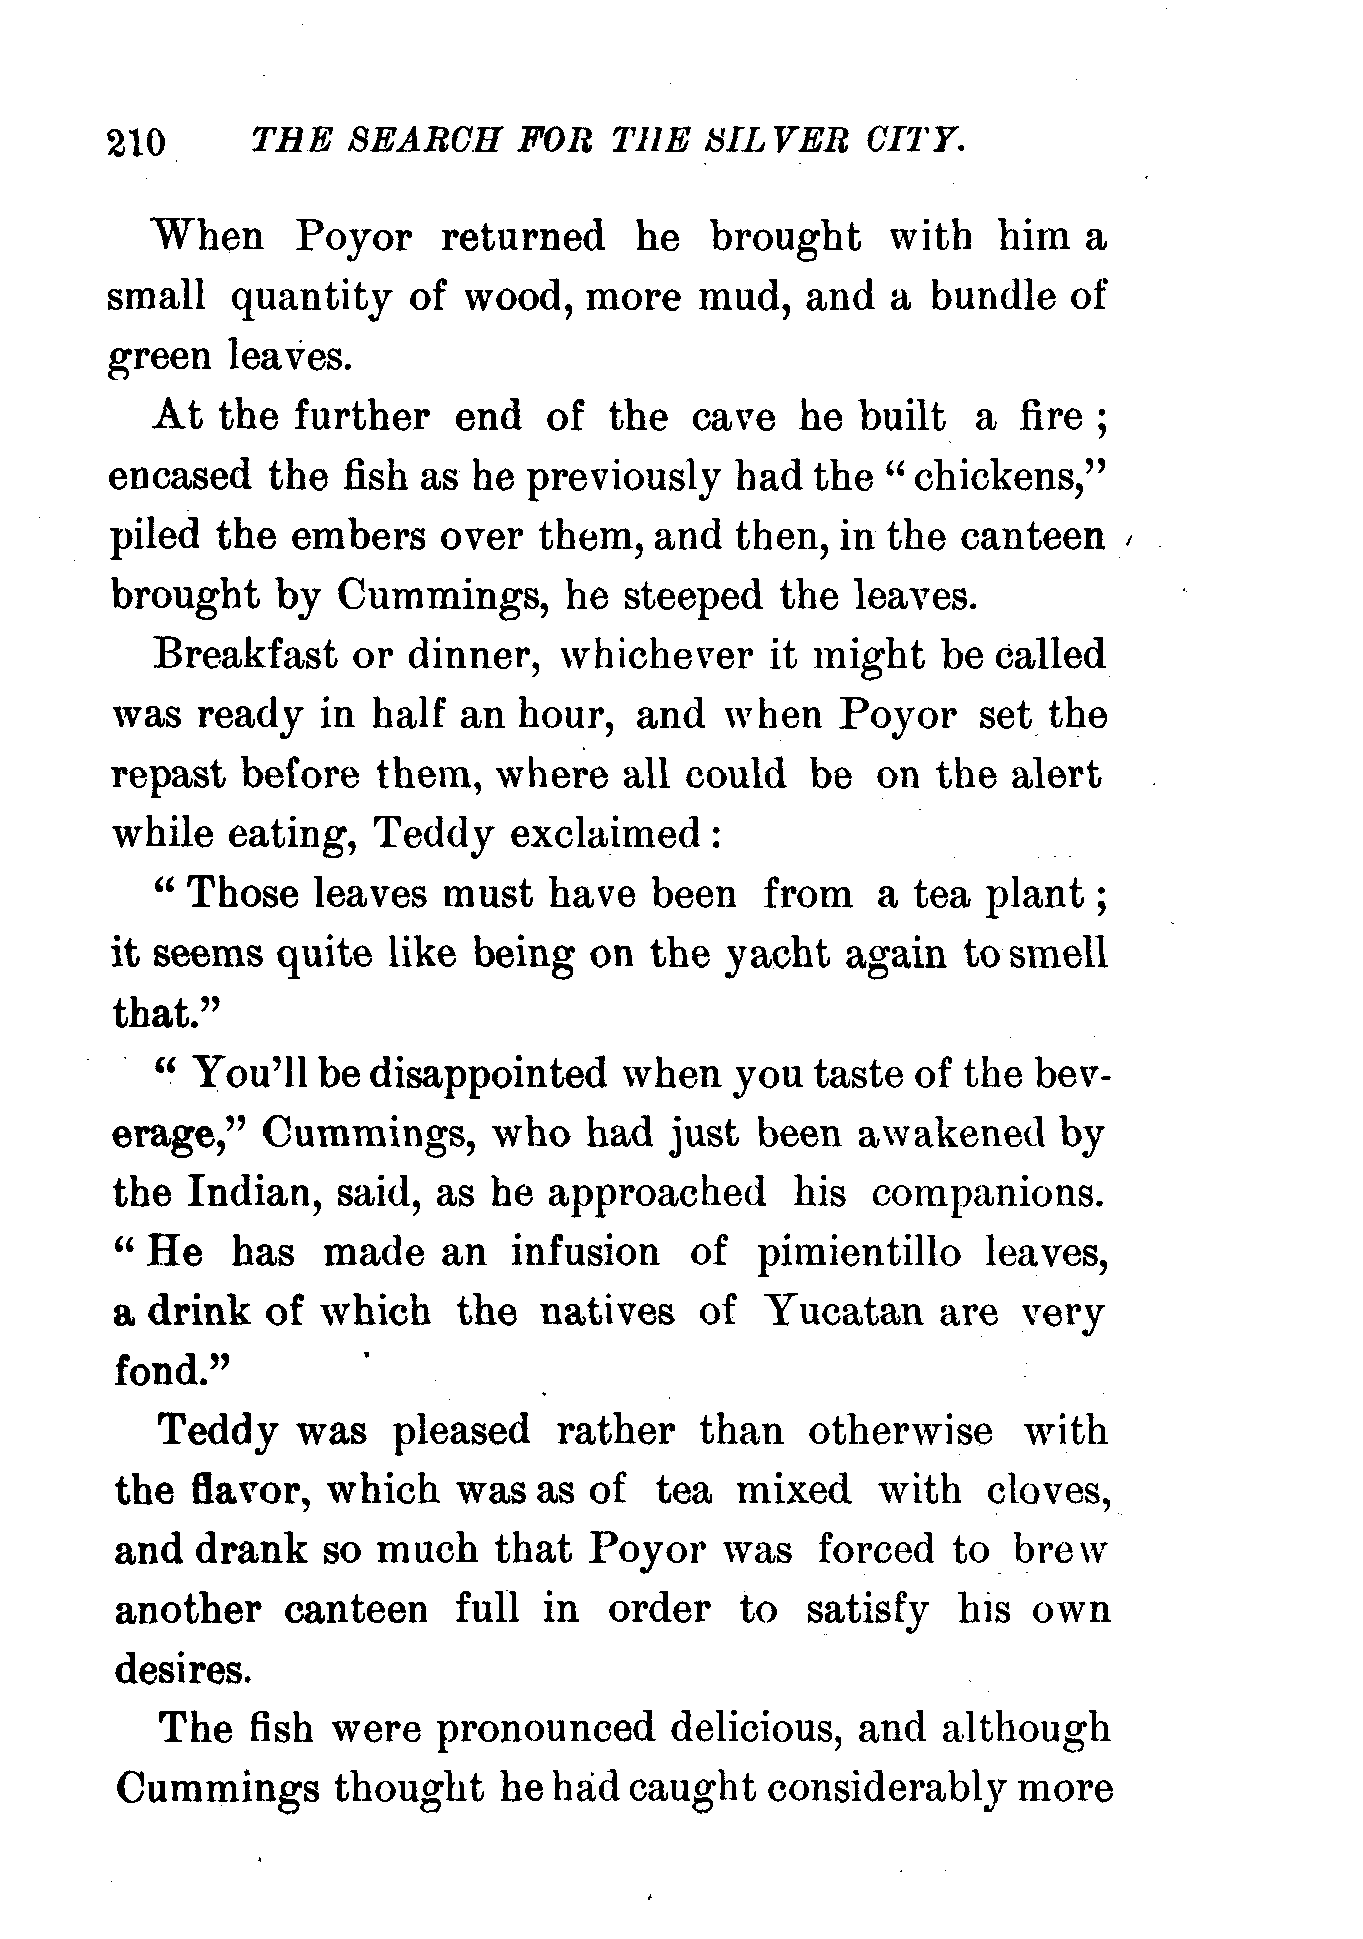 210 THE SEARCH FOR THE SILVER CITY.
When Poyor returned he brought with him a
small quantity of wood, more mud, and a bundle of
green leaves.
At the further end of the cave he built a fire ;
encased the fish as he previously had the “ chickens,”
piled the embers over them, and then, in the canteen
brought by Cummings, he steeped the leaves.
Breakfast or dinner, whichever it might be called
was ready in half an hour, and when Poyor set the
repast before them, where all could be on the alert
while eating, Teddy exclaimed :
“ Those leaves must have been from a tea plant ;
it seems quite like being on the yacht again to smell
that.”
“ You’ll be disappointed when you taste of the bev-
erage,” Cummings, who had just been awakened by
the Indian, said, as he approached his companions.
“ He has made an infusion of pimientillo leaves,
a drink of which the natives of Yucatan are very
fond.”
Teddy was pleased rather than otherwise with
the flavor, which was as of tea mixed with cloves,
and drank so much that Poyor was forced to brew
another canteen full in order to satisfy his own
desires.
The fish were pronounced delicious, and although
Cummings thought he had caught considerably more